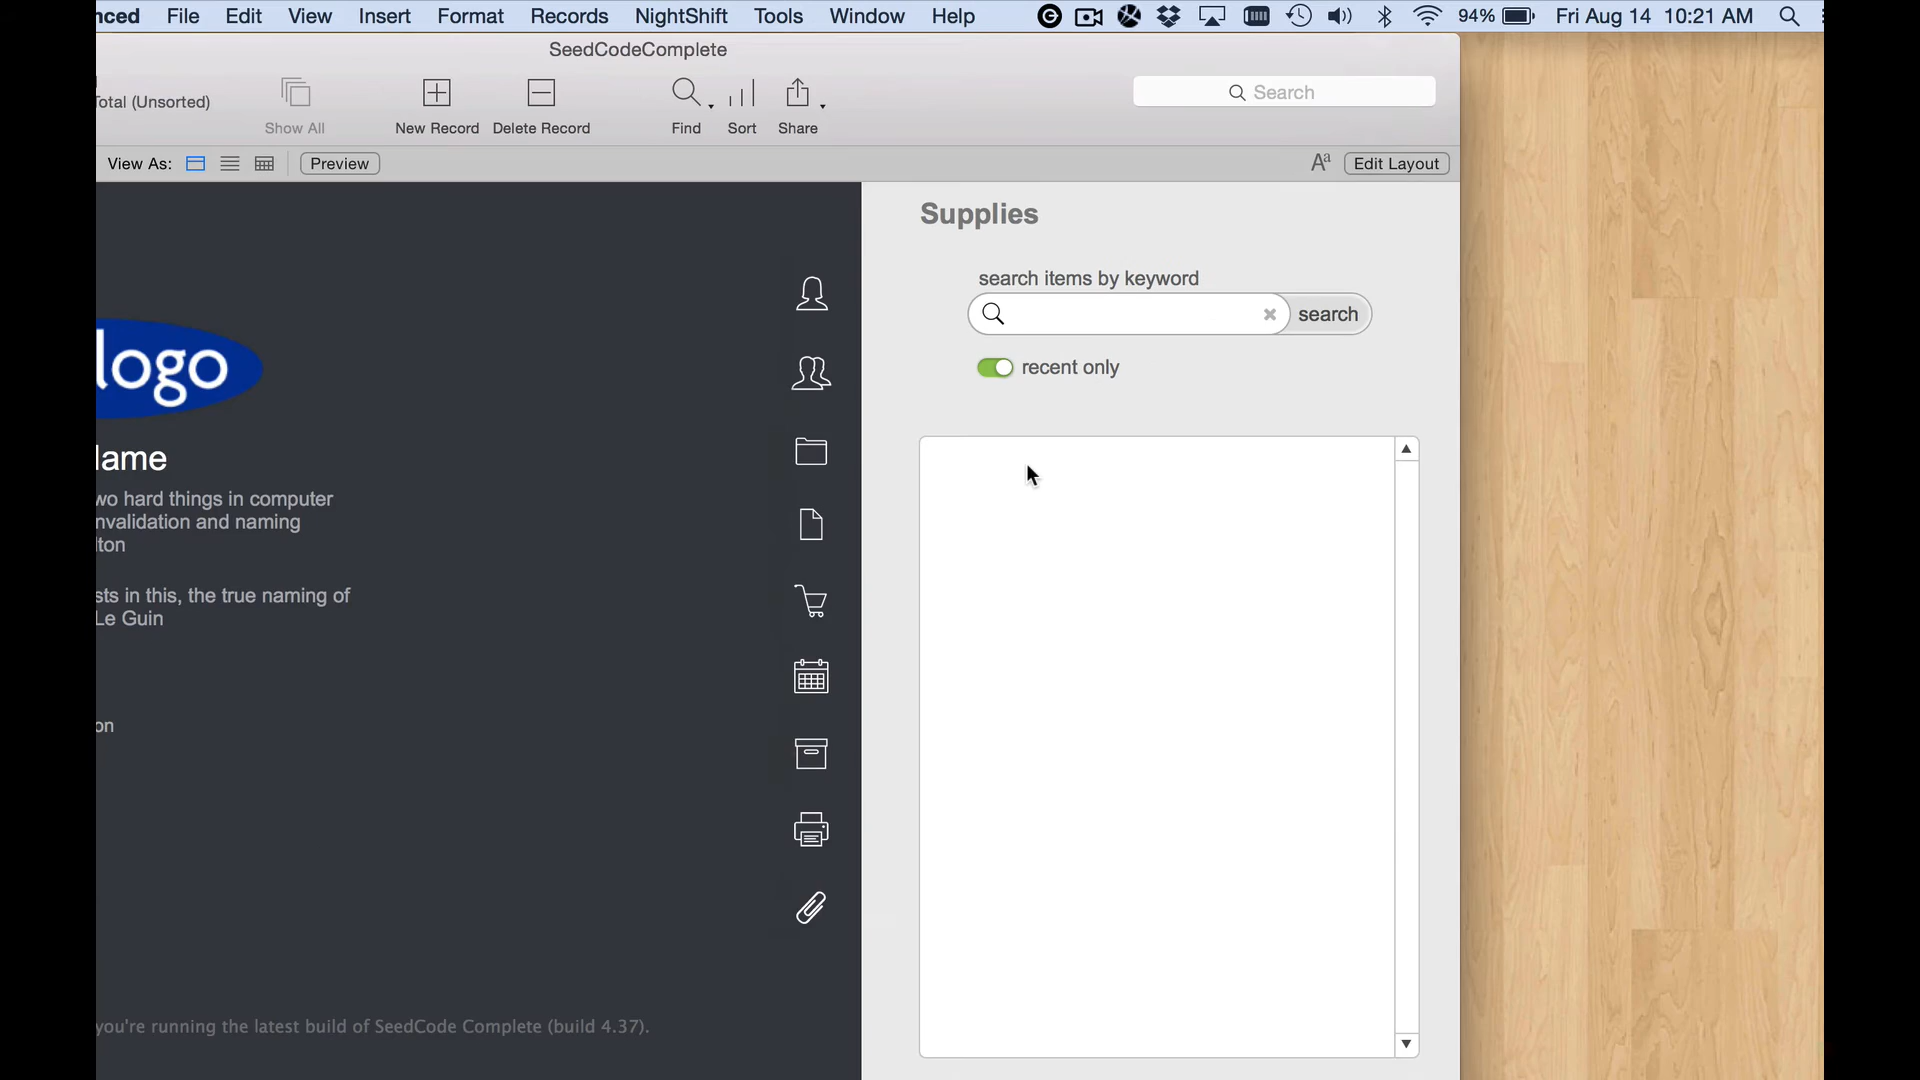 nced File Edit View Insert Format Records NightShift Tools Window Help 94% Fri Aug 14 10:21 AM
SeedCodeComplete
Total (Unsorted)
Show All New Record Delete Record Find Sort Share Search
View As: Preview Aª Edit Layout
Supplies
search items by keyword
search
recent only
logo
lame
wo hard things in computer
nvalidation and naming
lton
sts in this, the true naming of
Le Guin
on
you're running the latest build of SeedCode Complete (build 4.37).